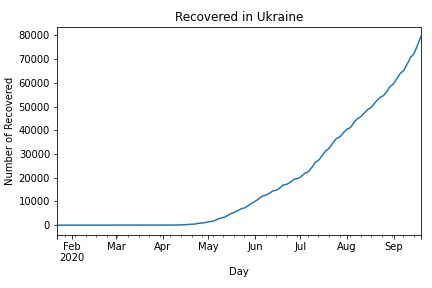 Recovered in Ukraine
80000
70000
60000
50000
40000
30000
20000
10000
0
Number of Recovered
Feb Mar Apr May Jun Jul Aug Sep
2020
Day